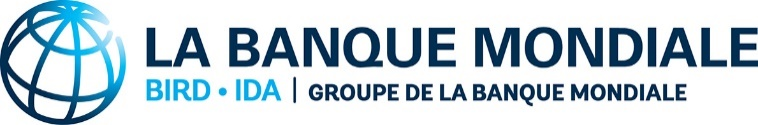 LA BANQUE MONDIALE
BIRD • IDA | GROUPE DE LA BANQUE MONDIALE